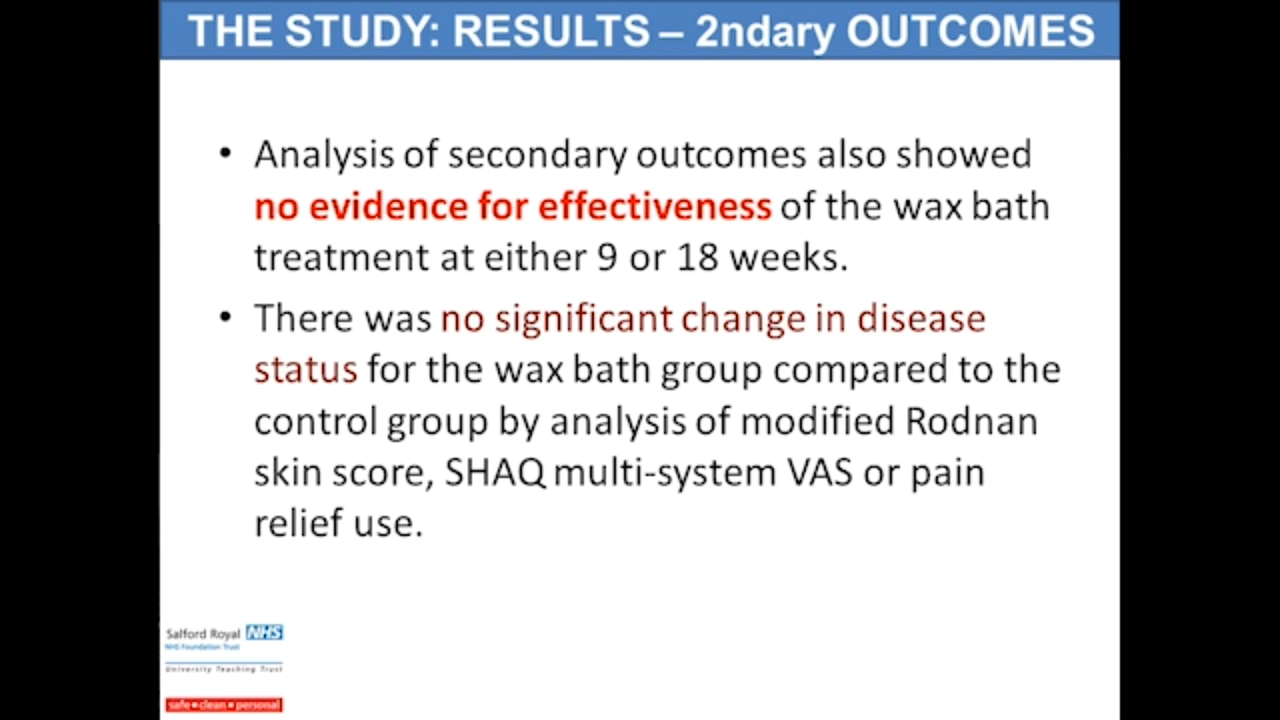 THE STUDY: RESULTS – 2ndary OUTCOMES
• Analysis of secondary outcomes also showed
no evidence for effectiveness of the wax bath
treatment at either 9 or 18 weeks.
• There was no significant change in disease
status for the wax bath group compared to the
control group by analysis of modified Rodnan
skin score, SHAQ multi-system VAS or pain
relief use.
Salford Royal NHS
NHS Foundation Trust
University Teaching Trust
safe • clean • personal